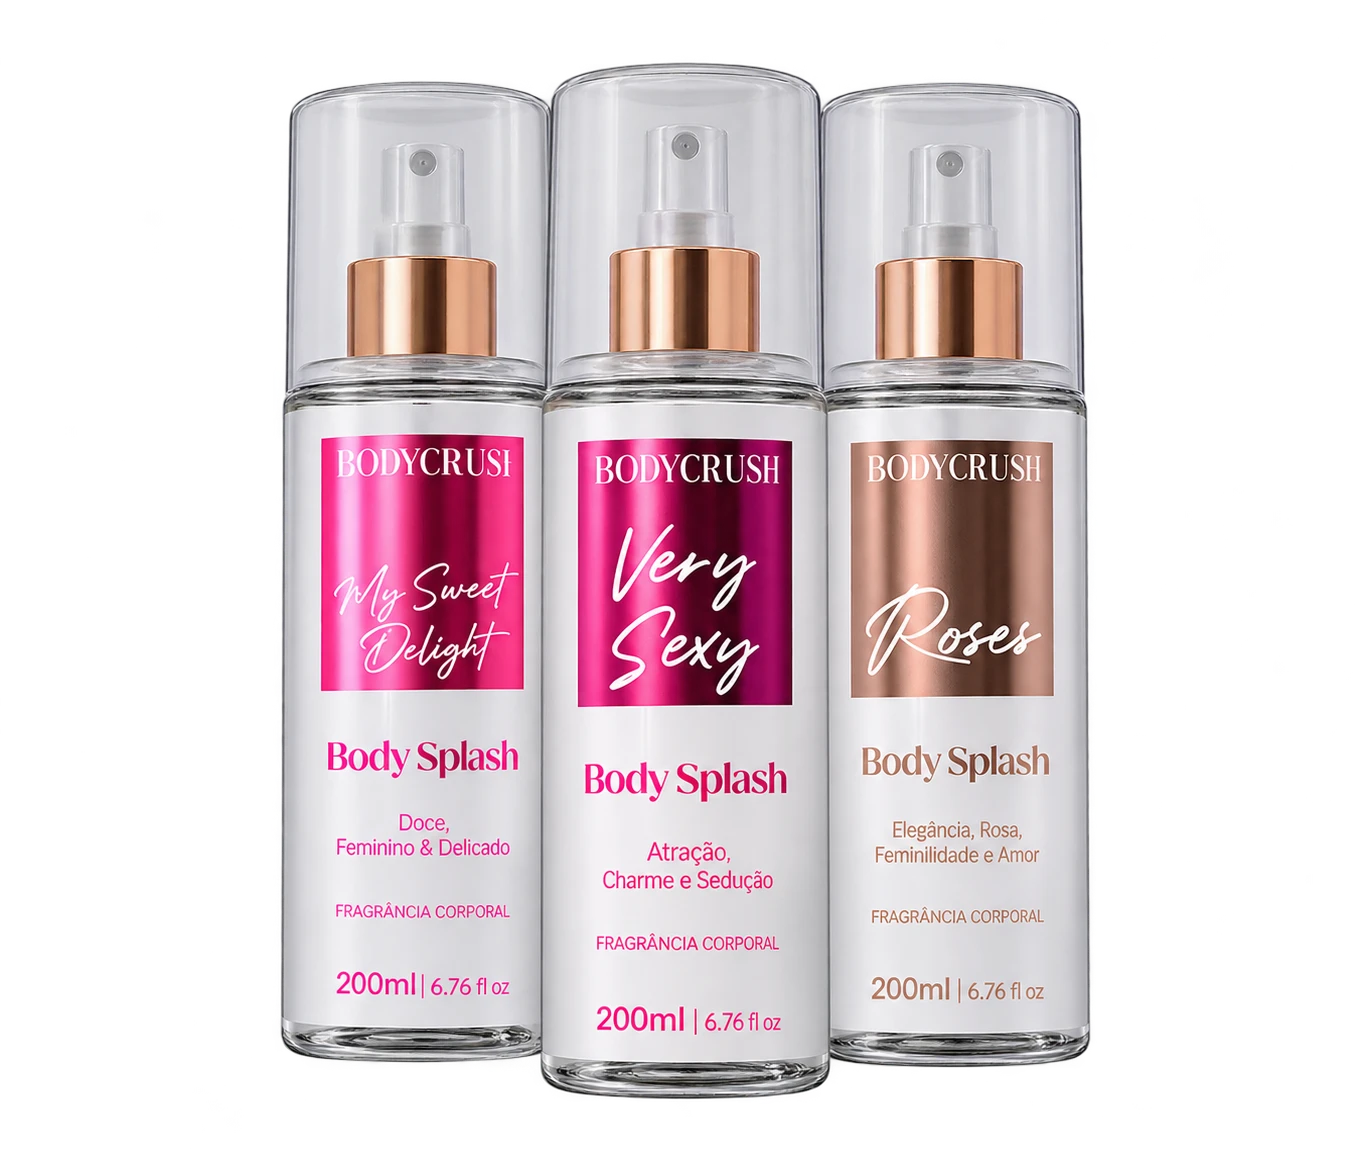 BODYCRUSH
My Sweet
Delight
Body Splash
Doce,
Feminino & Delicado
FRAGRÂNCIA CORPORAL
200ml | 6.76 fl oz
BODYCRUSH
Very
Sexy
Body Splash
Atração,
Charme e Sedução
FRAGRÂNCIA CORPORAL
200ml | 6.76 fl oz
BODYCRUSH
Roses
Body Splash
Elegância, Rosa,
Feminilidade e Amor
FRAGRÂNCIA CORPORAL
200ml | 6.76 fl oz